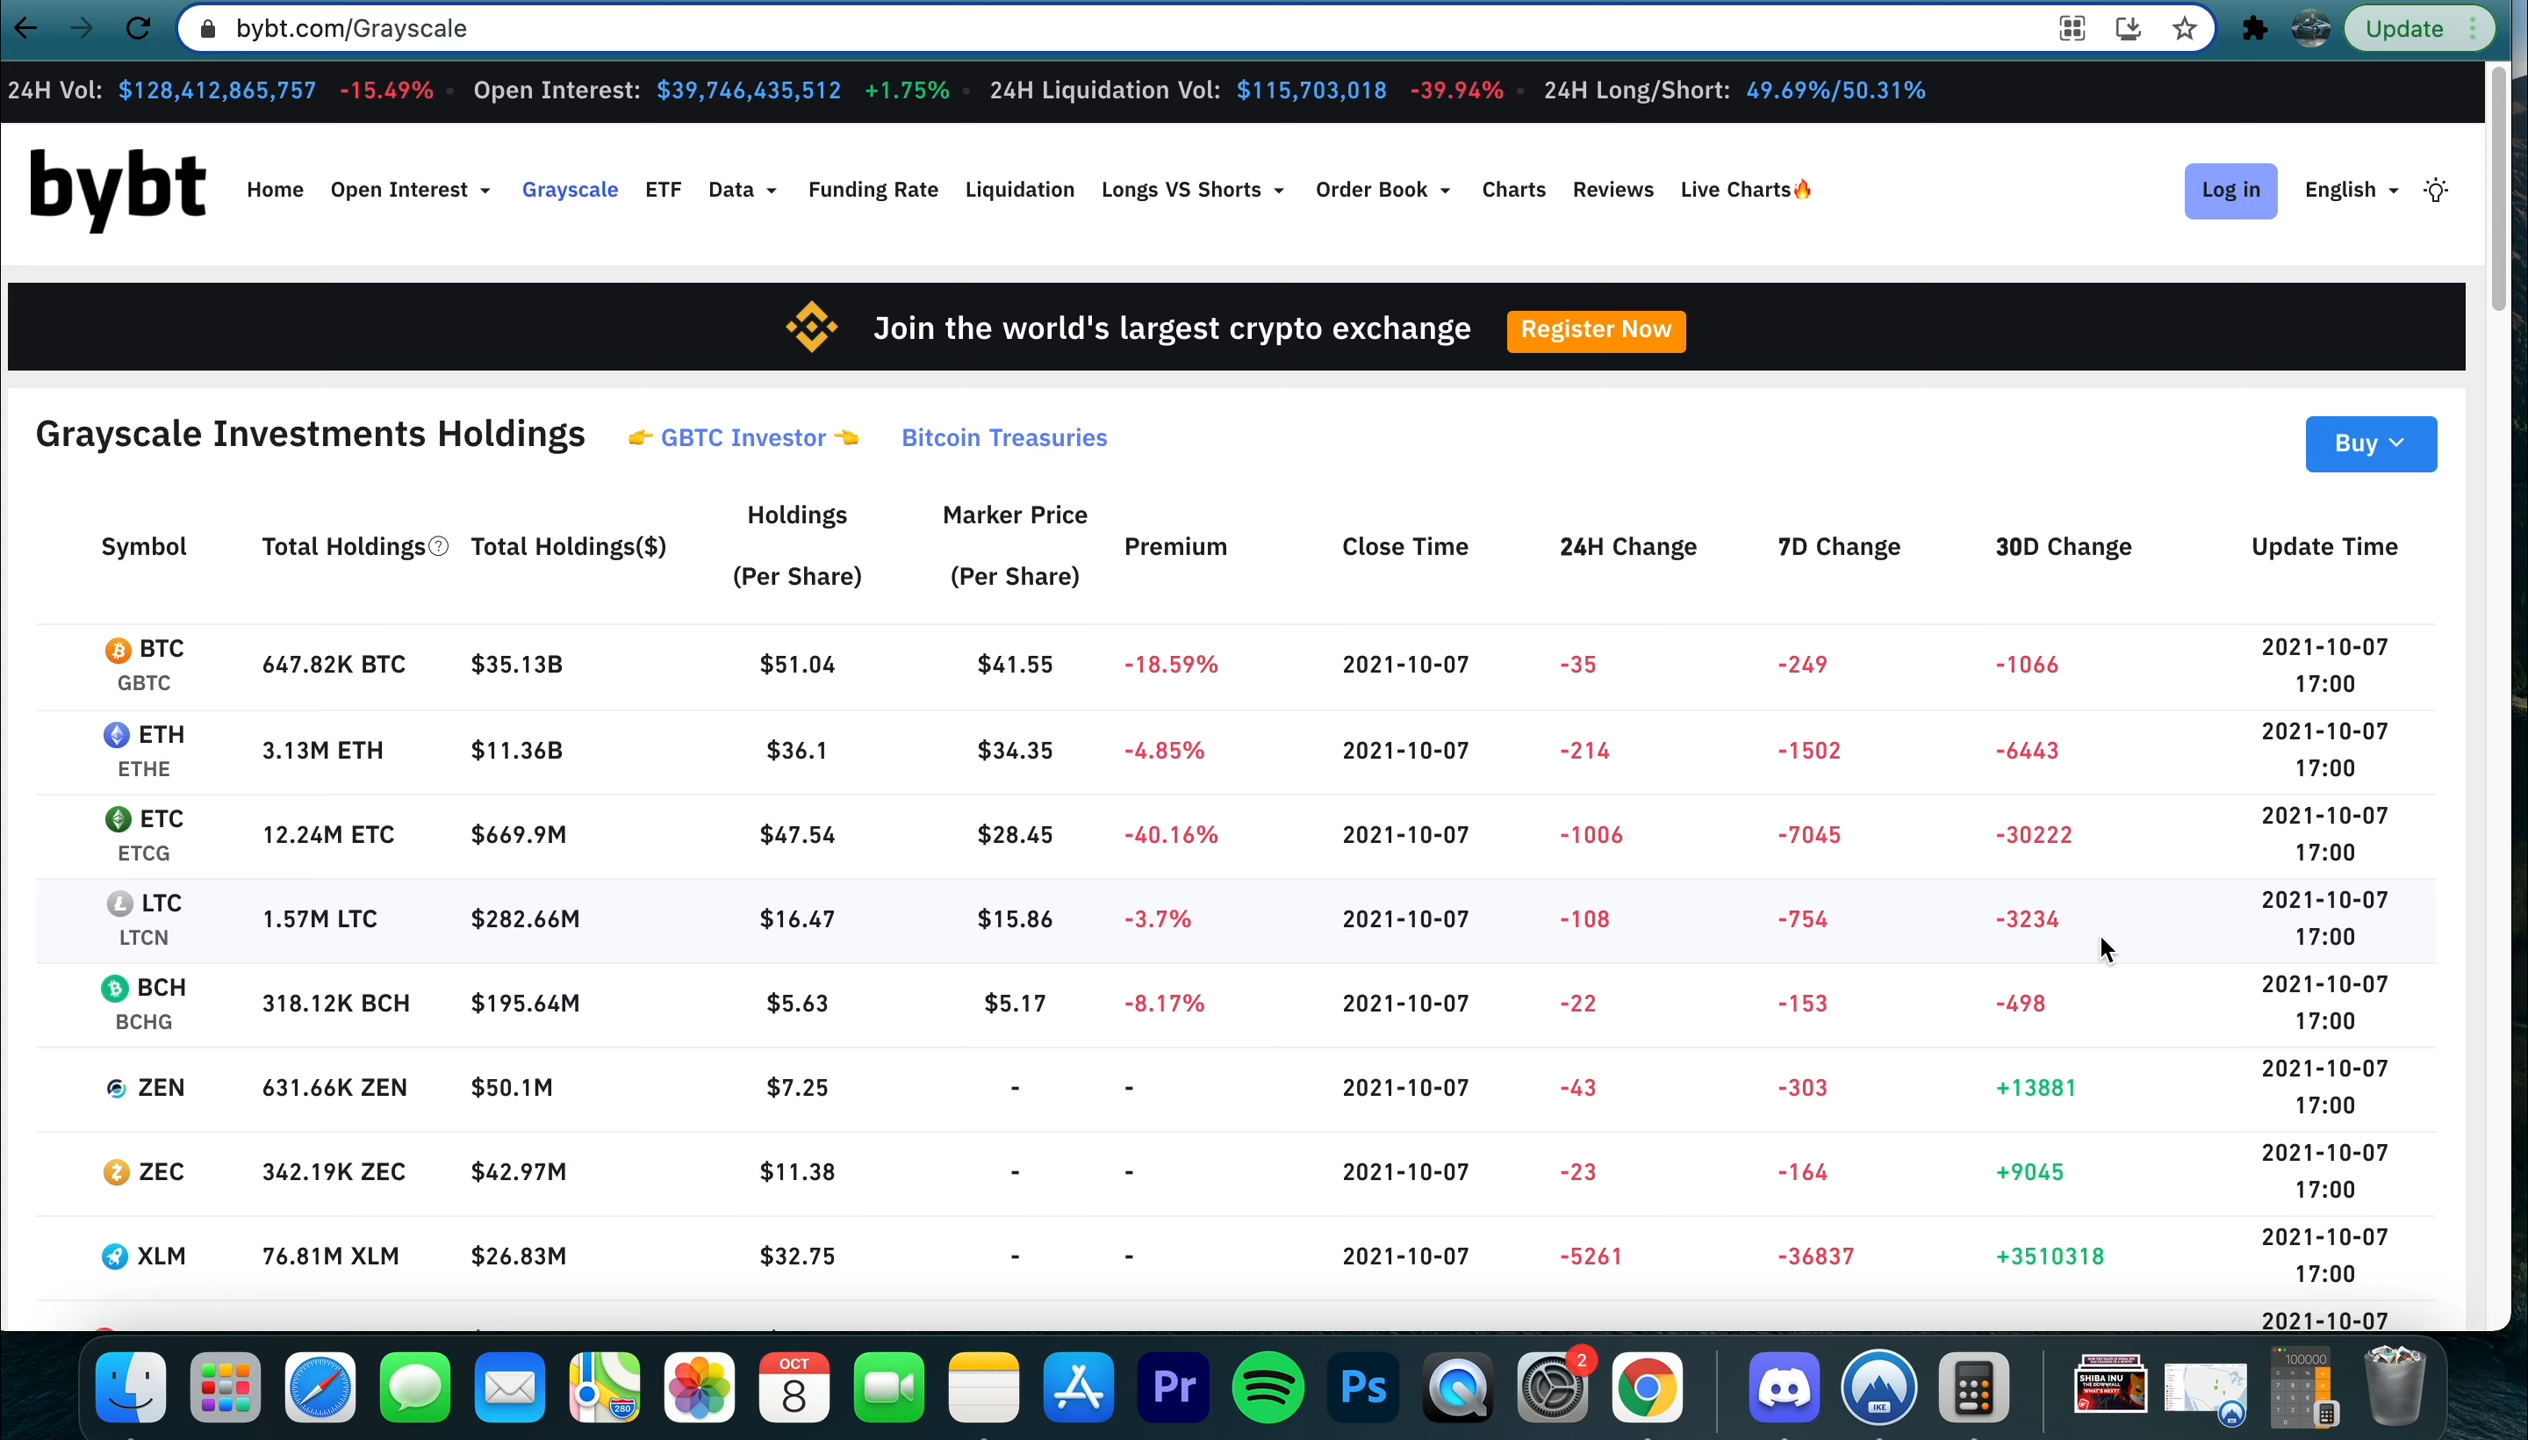 bybt.com/Grayscale
Update
24H Vol: $128,412,865,757 -15.49% Open Interest: $39,746,435,512 +1.75% 24H Liquidation Vol: $115,703,018 -39.94% 24H Long/Short: 49.69%/50.31%
bybt Home Open Interest Grayscale ETF Data Funding Rate Liquidation Longs VS Shorts Order Book Charts Reviews Live Charts🔥 Log in English
Join the world's largest crypto exchange Register Now
Grayscale Investments Holdings 👉 GBTC Investor 👈 Bitcoin Treasuries Buy
Symbol Total Holdings? Total Holdings($) Holdings (Per Share) Marker Price (Per Share) Premium Close Time 24H Change 7D Change 30D Change Update Time
BTC GBTC 647.82K BTC $35.13B $51.04 $41.55 -18.59% 2021-10-07 -35 -249 -1066 2021-10-07 17:00
ETH ETHE 3.13M ETH $11.36B $36.1 $34.35 -4.85% 2021-10-07 -214 -1502 -6443 2021-10-07 17:00
ETC ETCG 12.24M ETC $669.9M $47.54 $28.45 -40.16% 2021-10-07 -1006 -7045 -30222 2021-10-07 17:00
LTC LTCN 1.57M LTC $282.66M $16.47 $15.86 -3.7% 2021-10-07 -108 -754 -3234 2021-10-07 17:00
BCH BCHG 318.12K BCH $195.64M $5.63 $5.17 -8.17% 2021-10-07 -22 -153 -498 2021-10-07 17:00
ZEN 631.66K ZEN $50.1M $7.25 - - 2021-10-07 -43 -303 +13881 2021-10-07 17:00
ZEC 342.19K ZEC $42.97M $11.38 - - 2021-10-07 -23 -164 +9045 2021-10-07 17:00
XLM 76.81M XLM $26.83M $32.75 - - 2021-10-07 -5261 -36837 +3510318 2021-10-07 17:00
2021-10-07
280
OCT
8
Pr
Ps
2
IKE
SHIBA INU
THE DOWNFALL
WHAT'S NEXT?
100000